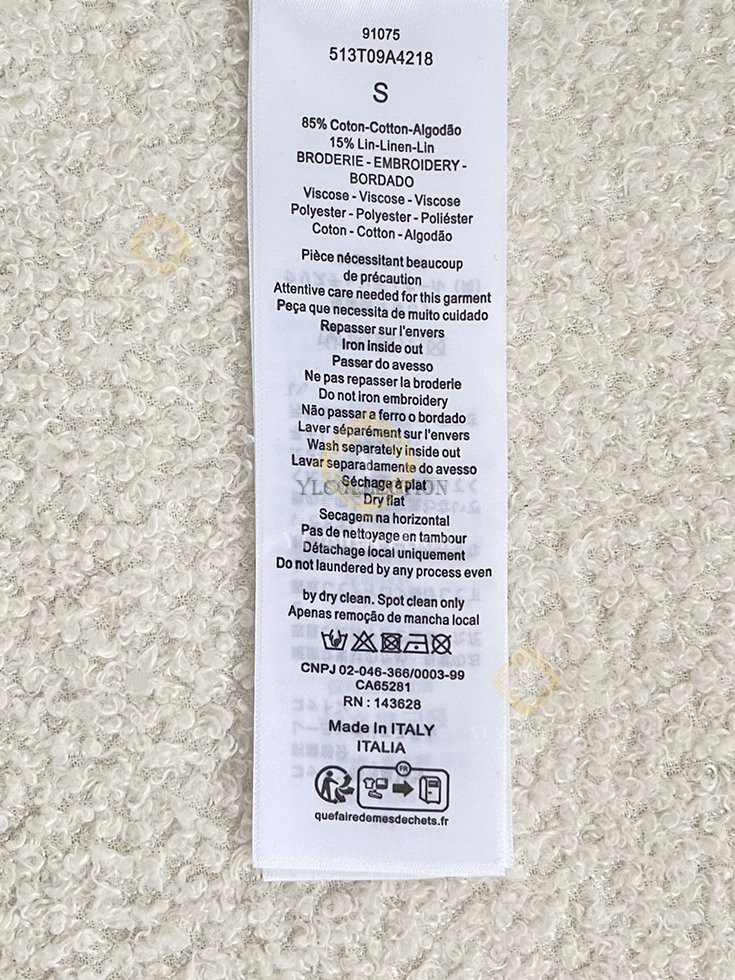 91075
513T09A4218
S
85% Coton-Cotton-Algodão
15% Lin-Linen-Lin
BRODERIE - EMBROIDERY -
BORDADO
Viscose - Viscose - Viscose
Polyester - Polyester - Poliéster
Coton - Cotton - Algodão
Pièce nécessitant beaucoup
de précaution
Attentive care needed for this garment
Peça que necessita de muito cuidado
Repasser sur l'envers
Iron inside out
Passar do avesso
Ne pas repasser la broderie
Do not iron embroidery
Não passar a ferro o bordado
Laver séparément sur l'envers
Wash separately inside out
Lavar separadamente do avesso
Séchage à plat
YLCOLLECTION
Dry flat
Secagem na horizontal
Pas de nettoyage en tambour
Détachage local uniquement
Do not laundered by any process even
by dry clean. Spot clean only
Apenas remoção de mancha local
CNPJ 02-046-366/0003-99
CA65281
RN : 143628
Made In ITALY
ITALIA
FR
quefairedemesdechets.fr